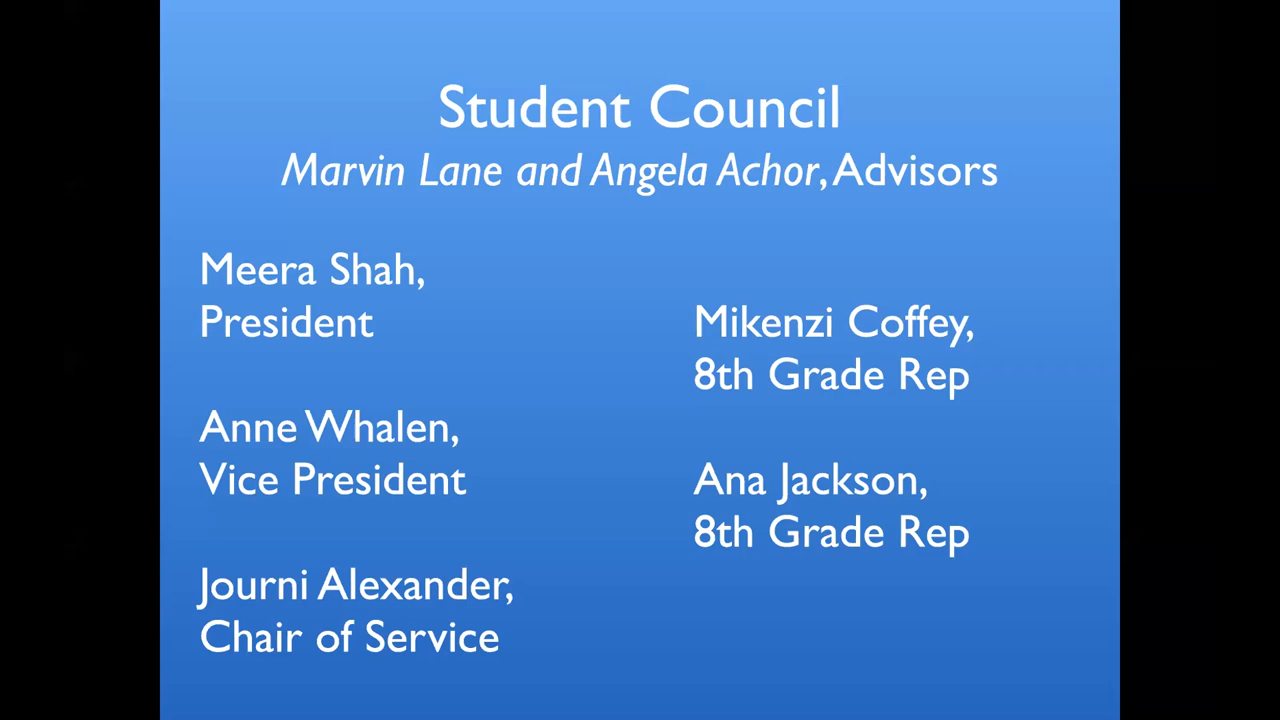 Student Council
Marvin Lane and Angela Achor, Advisors
Meera Shah,
President
Anne Whalen,
Vice President
Journi Alexander,
Chair of Service
Mikenzi Coffey,
8th Grade Rep
Ana Jackson,
8th Grade Rep